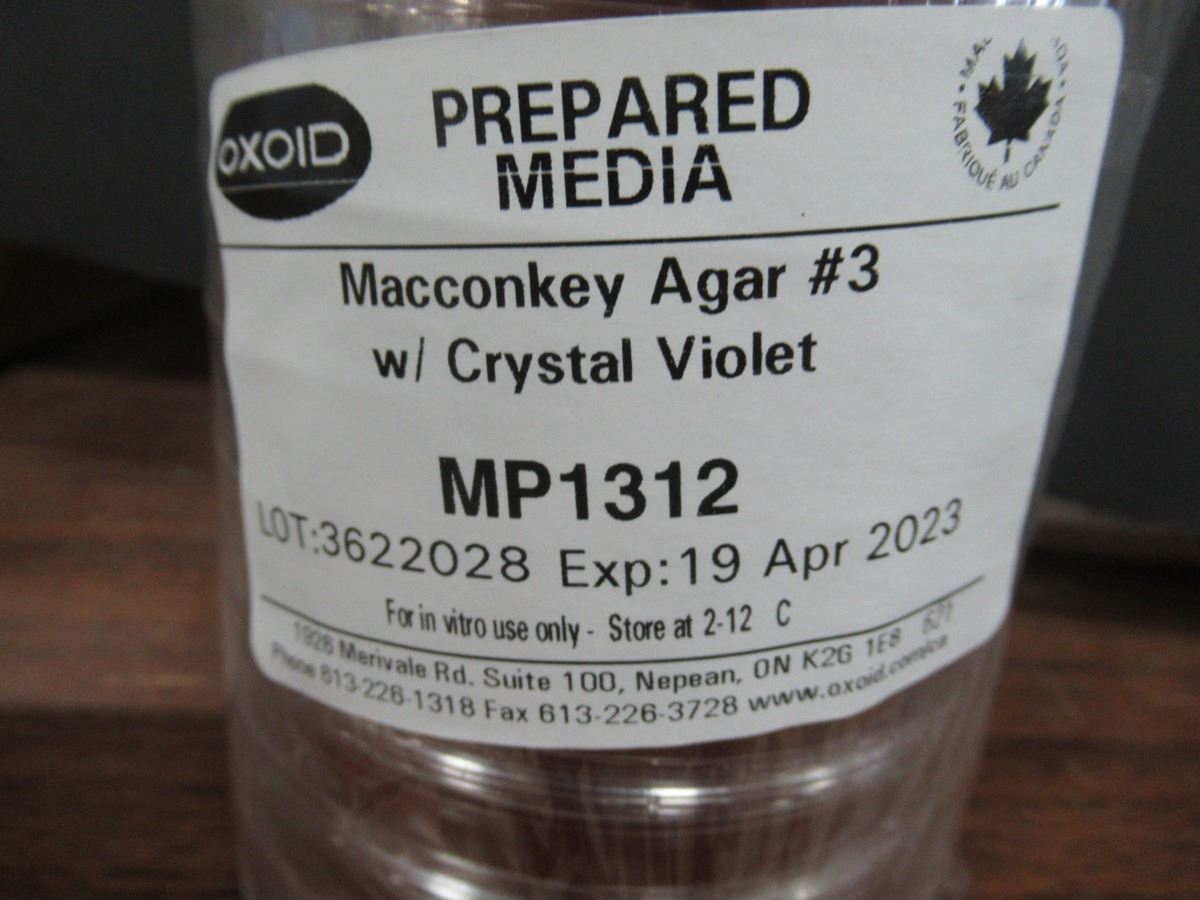 OXOID
PREPARED
MEDIA
FABRIQUÉ AU CANADA
Macconkey Agar #3
w/ Crystal Violet
MP1312
LOT:3622028 Exp:19 Apr 2023
For in vitro use only - Store at 2-12 C
1926 Merivale Rd. Suite 100, Nepean, ON K2G 1E8
Phone 613-226-1318 Fax 613-226-3728 www.oxoid.com/ca